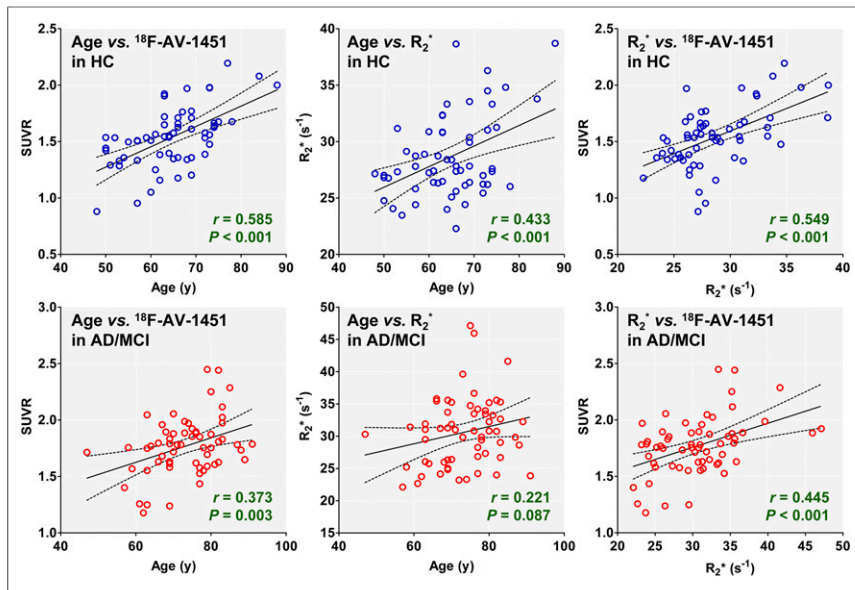 Age vs. ¹⁸F-AV-1451
in HC
SUVR
2.5
2.0
1.5
1.0
0.5
40
50
60
70
80
90
Age (y)
r = 0.585
P < 0.001
Age vs. R₂*
in HC
R₂* (s⁻¹)
40
35
30
25
20
40
50
60
70
80
90
Age (y)
r = 0.433
P < 0.001
R₂* vs. ¹⁸F-AV-1451
in HC
SUVR
2.5
2.0
1.5
1.0
0.5
20
25
30
35
40
R₂* (s⁻¹)
r = 0.549
P < 0.001
Age vs. ¹⁸F-AV-1451
in AD/MCI
SUVR
3.0
2.5
2.0
1.5
1.0
40
60
80
100
Age (y)
r = 0.373
P = 0.003
Age vs. R₂*
in AD/MCI
R₂* (s⁻¹)
50
45
40
35
30
25
20
15
40
60
80
100
Age (y)
r = 0.221
P = 0.087
R₂* vs. ¹⁸F-AV-1451
in AD/MCI
SUVR
3.0
2.5
2.0
1.5
1.0
20
25
30
35
40
45
50
R₂* (s⁻¹)
r = 0.445
P < 0.001